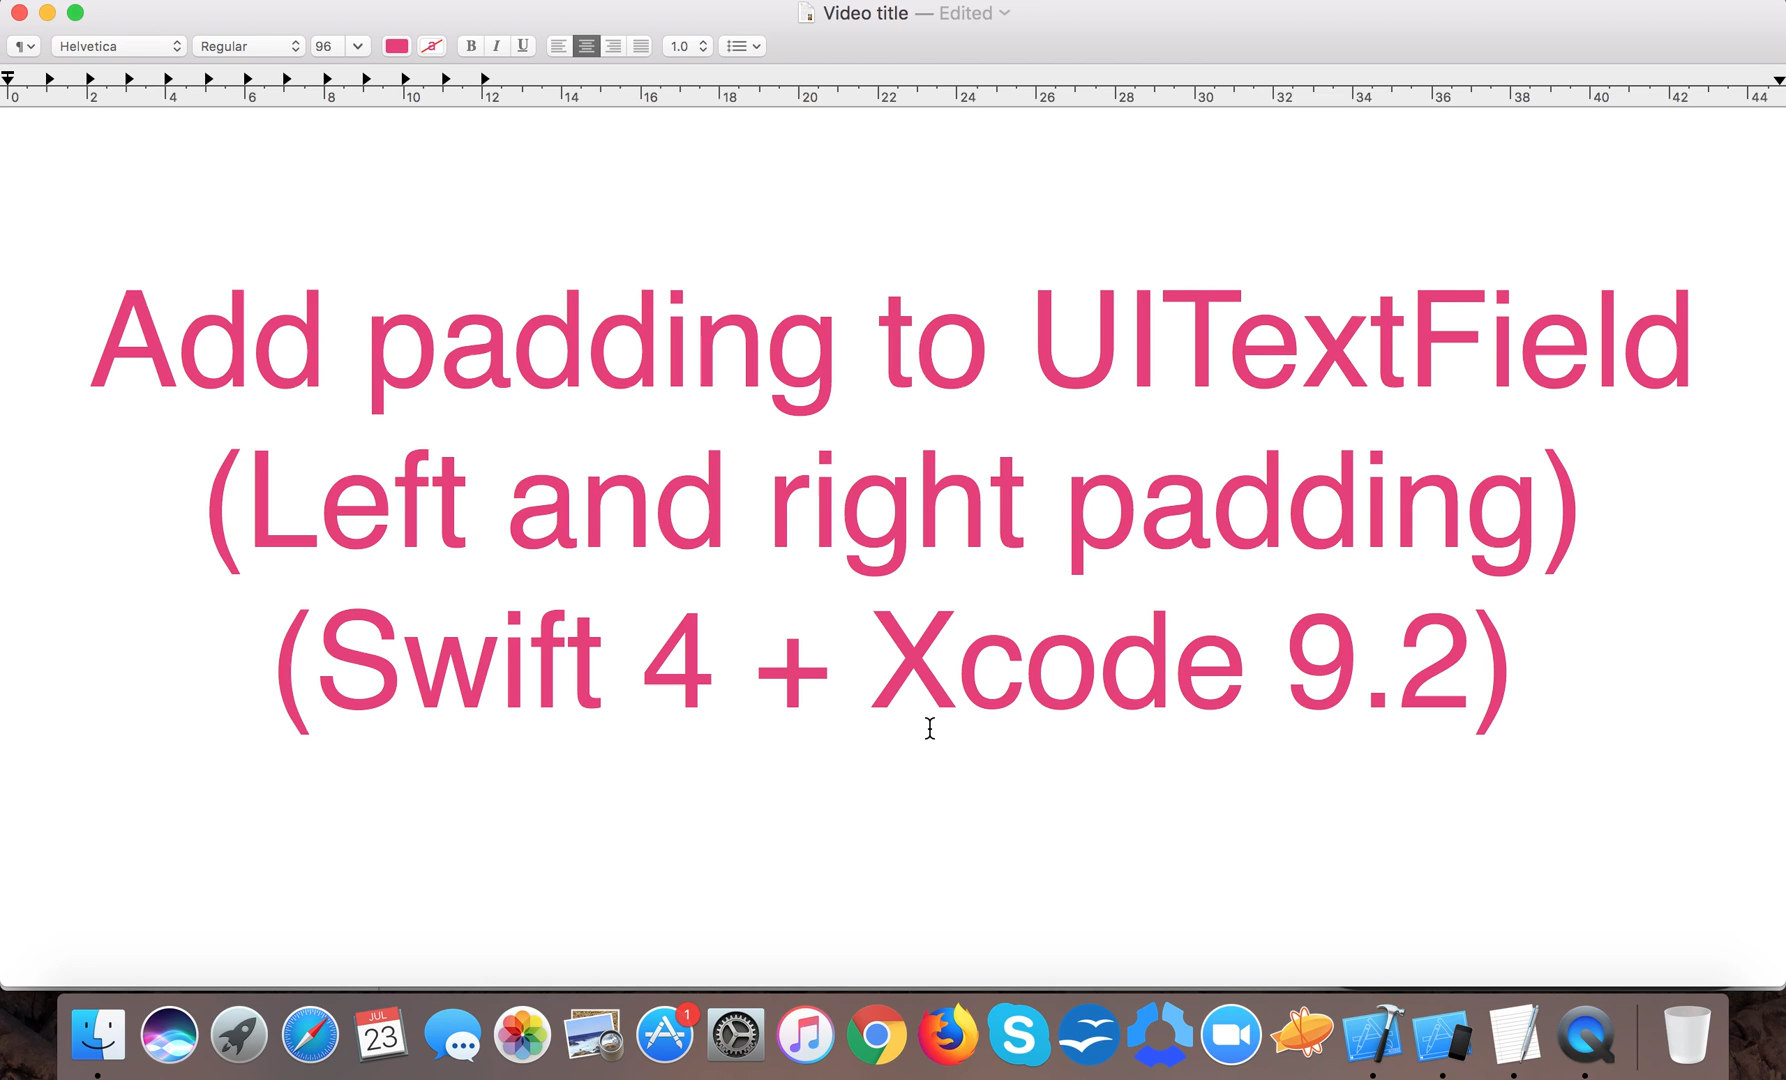 Video title — Edited
¶ Helvetica Regular 96 a B I U 1.0
0 2 4 6 8 10 12 14 16 18 20 22 24 26 28 30 32 34 36 38 40 42 44
Add padding to UITextField
(Left and right padding)
(Swift 4 + Xcode 9.2)
JUL
23
1
S